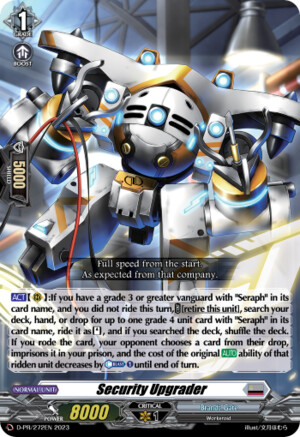 1
GRADE
BOOST
5000
SHIELD
Full speed from the start.
As expected from that company.
ACT【】:If you have a grade 3 or greater vanguard with "Seraph" in its
card name, and you did not ride this turn, [retire this unit], search your
deck, hand, or drop for up to one grade 4 unit card with "Seraph" in its
card name, ride it as [], and if you searched the deck, shuffle the deck.
If you rode the card, your opponent chooses a card from their drop,
imprisons it in your prison, and the cost of the original AUTO ability of that
ridden unit decreases by 1 until end of turn.
NORMAL UNIT
Security Upgrader
POWER 8000
CRITICAL
1
Brandt Gate
Workeroid
D-PR/272EN 2023